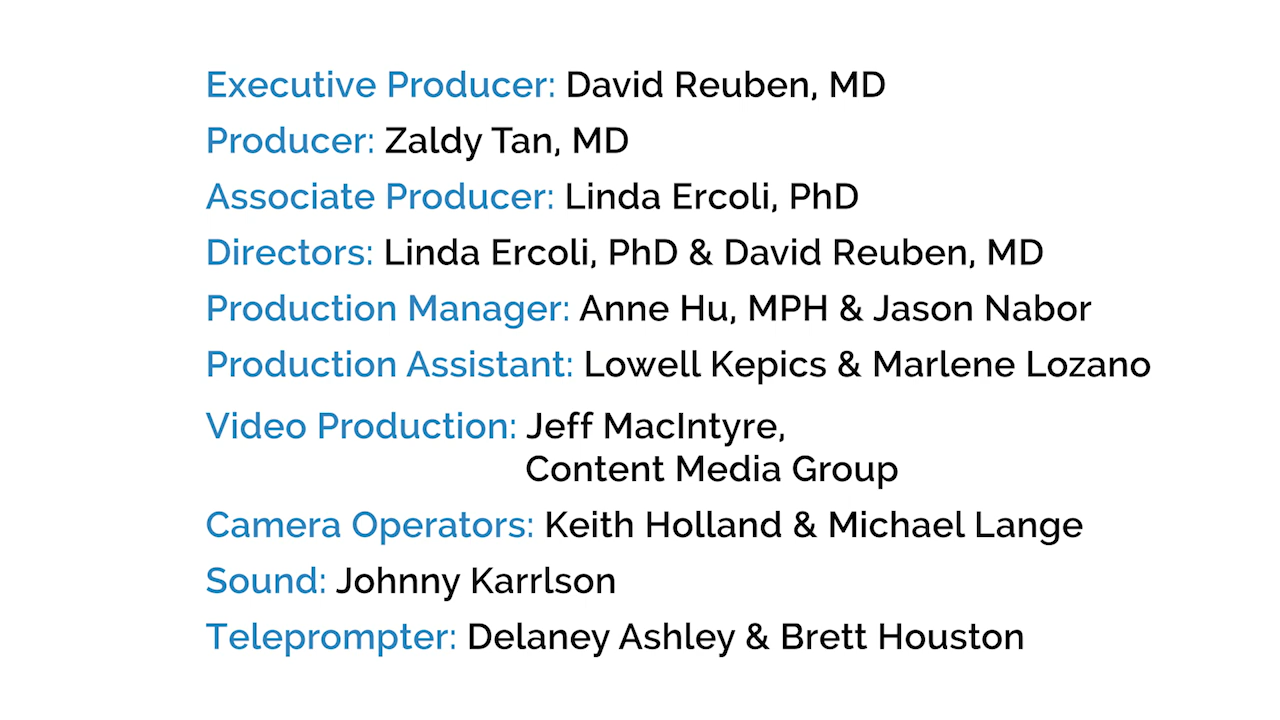 Executive Producer: David Reuben, MD
Producer: Zaldy Tan, MD
Associate Producer: Linda Ercoli, PhD
Directors: Linda Ercoli, PhD & David Reuben, MD
Production Manager: Anne Hu, MPH & Jason Nabor
Production Assistant: Lowell Kepics & Marlene Lozano
Video Production: Jeff MacIntyre,
Content Media Group
Camera Operators: Keith Holland & Michael Lange
Sound: Johnny Karrlson
Teleprompter: Delaney Ashley & Brett Houston